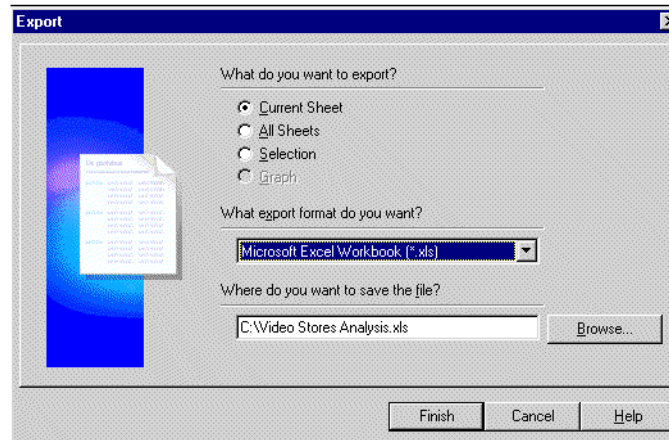 Export
What do you want to export?
Current Sheet
All Sheets
Selection
Graph
What export format do you want?
Microsoft Excel Workbook (*.xls)
Where do you want to save the file?
C:\Video Stores Analysis.xls
Browse...
Finish
Cancel
Help